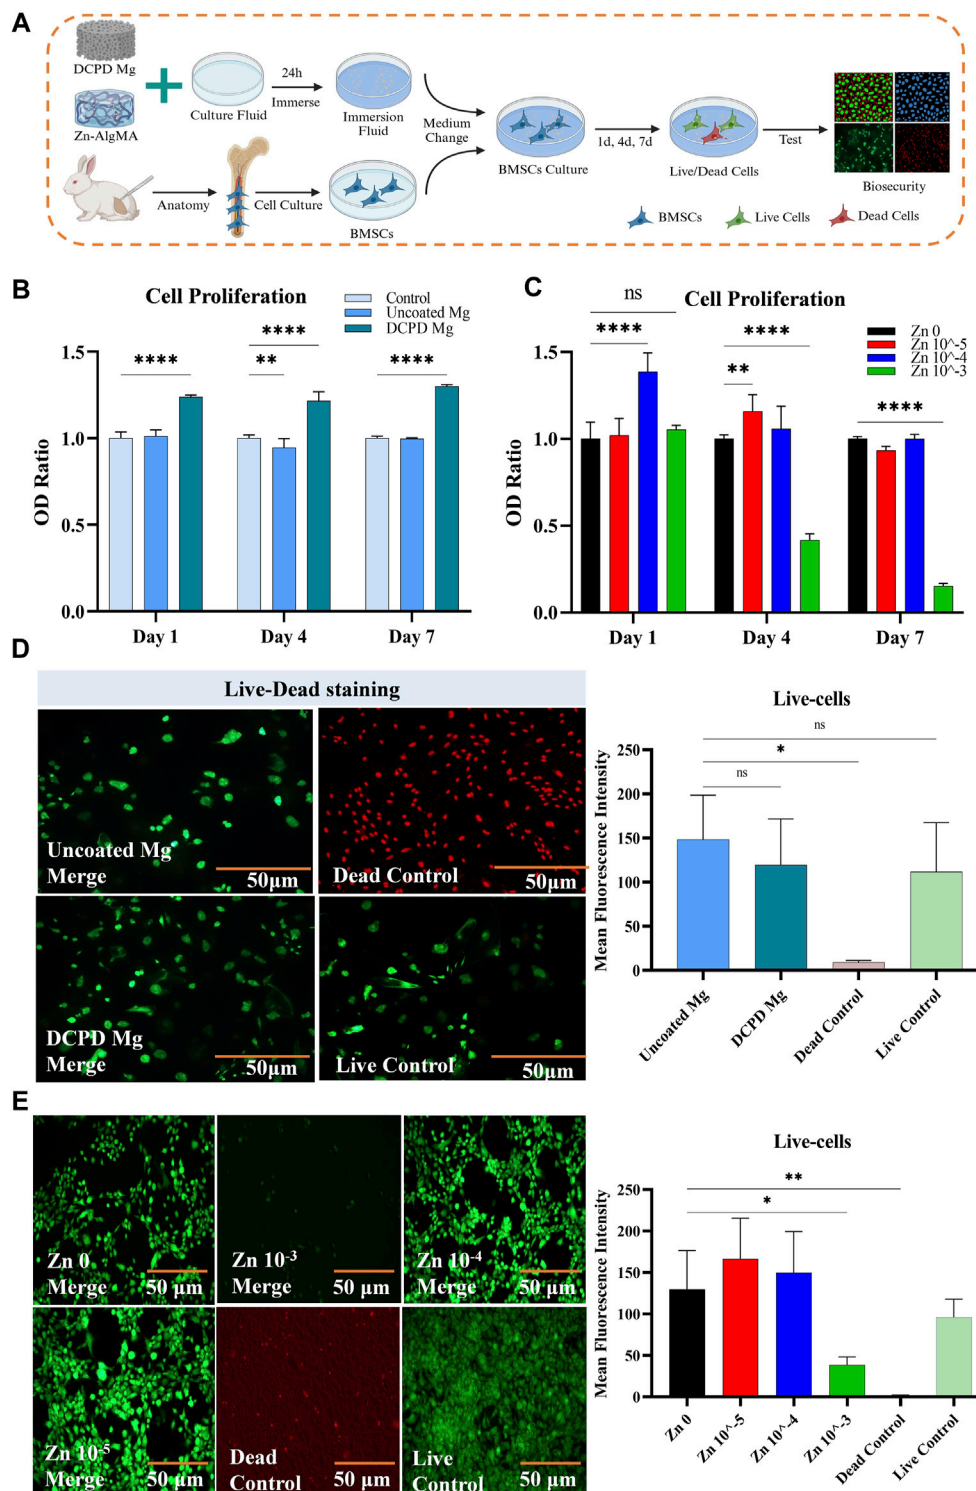 A
DCPD Mg
Zn-AlgMA
Culture Fluid
24h
Immerse
Immersion
Fluid
Medium
Change
BMSCs Culture
1d, 4d, 7d
Live/Dead Cells
Test
Biosecurity
Anatomy
Cell Culture
BMSCs
BMSCs
Live Cells
Dead Cells
B
Cell Proliferation
Control
Uncoated Mg
DCPD Mg
****
**
****
****
OD Ratio
1.5
1.0
0.5
0.0
Day 1
Day 4
Day 7
C
Cell Proliferation
Zn 0
Zn 10^-5
Zn 10^-4
Zn 10^-3
ns
****
****
**
****
OD Ratio
1.5
1.0
0.5
0.0
Day 1
Day 4
Day 7
D
Live-Dead staining
Uncoated Mg
Merge
50μm
Dead Control
50μm
DCPD Mg
Merge
50μm
Live Control
50μm
Live-cells
Mean Fluorescence Intensity
250
200
150
100
50
0
ns
*
ns
Uncoated Mg
DCPD Mg
Dead Control
Live Control
E
Zn 0
Merge
50 μm
Zn 10-3
Merge
50 μm
Zn 10-4
Merge
50 μm
Zn 10-5
Merge
50 μm
Dead
Control
50 μm
Live
Control
50 μm
Live-cells
Mean Fluorescence Intensity
250
200
150
100
50
0
**
*
Zn 0
Zn 10^-5
Zn 10^-4
Zn 10^-3
Dead Control
Live Control